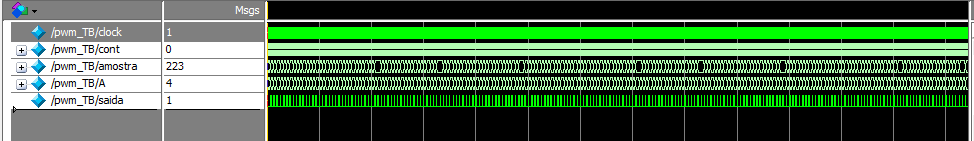 Msgs
/pwm_TB/clock 1
/pwm_TB/cont 0
/pwm_TB/amostra 223
/pwm_TB/A 4
/pwm_TB/saida 1